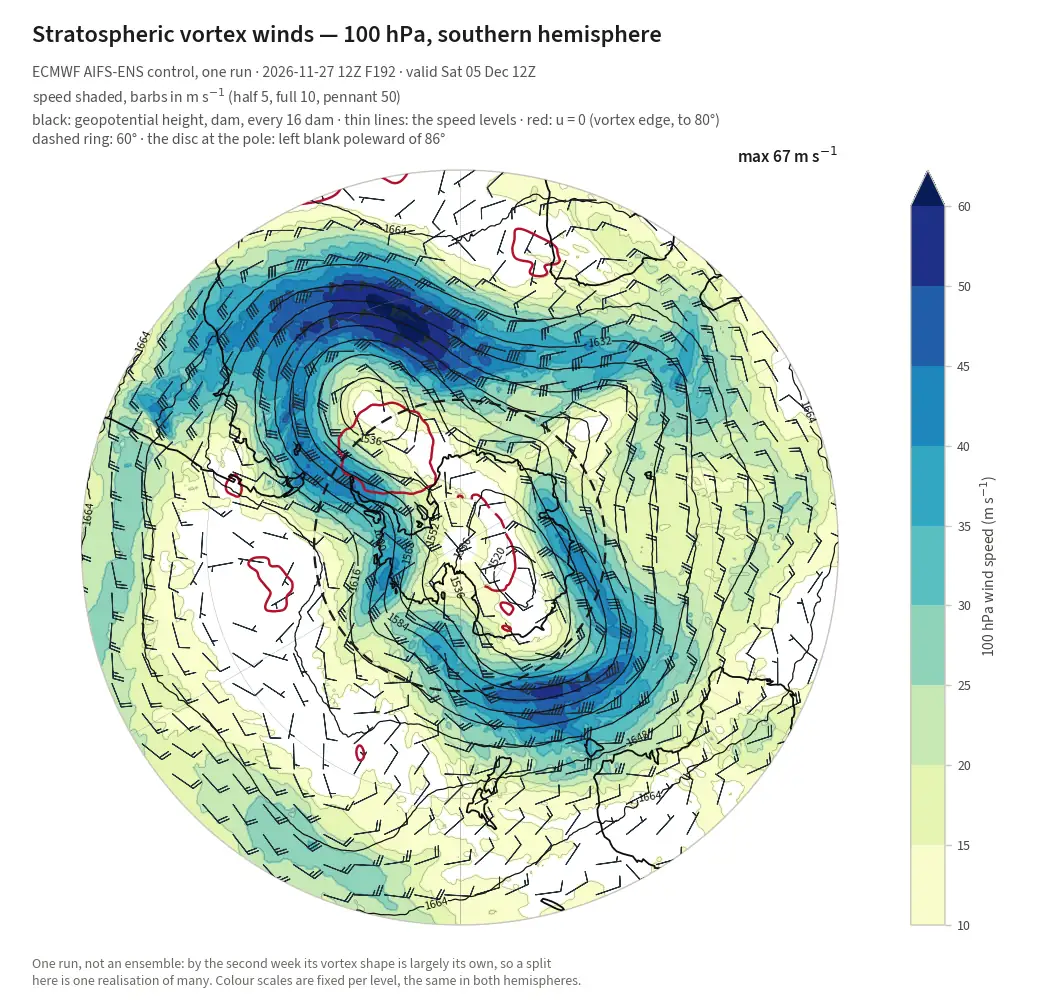 Stratospheric vortex winds — 100 hPa, southern hemisphere
ECMWF AIFS-ENS control, one run · 2026-11-27 12Z F192 · valid Sat 05 Dec 12Z
speed shaded, barbs in m s⁻¹ (half 5, full 10, pennant 50)
black: geopotential height, dam, every 16 dam · thin lines: the speed levels · red: u = 0 (vortex edge, to 80°)
dashed ring: 60° · the disc at the pole: left blank poleward of 86°
max 67 m s⁻¹
60
50
45
40
35
30
25
20
15
10
100 hPa wind speed (m s⁻¹)
1664
1664
1632
1664
1536
1664
1552
1568
1520
1616
1536
1584
1648
1664
1664
One run, not an ensemble: by the second week its vortex shape is largely its own, so a split
here is one realisation of many. Colour scales are fixed per level, the same in both hemispheres.